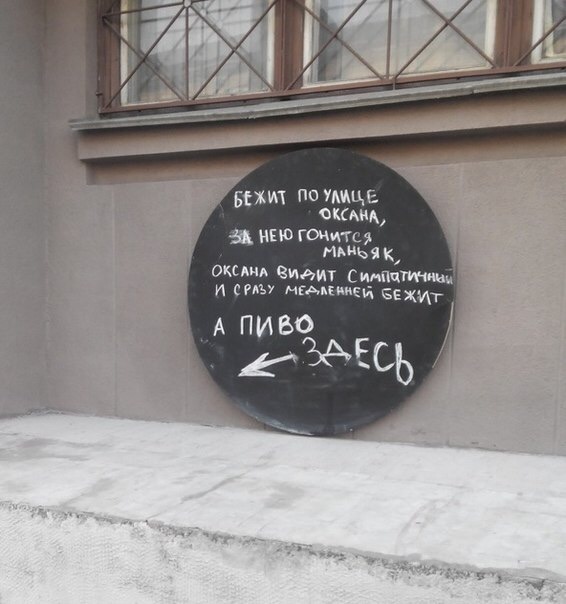 БЕЖИТ ПО УЛИЦЕ
ОКСАНА,
ЗА НЕЮ ГОНИТСЯ
МАНЬЯК,
ОКСАНА ВИДИТ СИМПАТИЧНЫЙ
И СРАЗУ МЕДЛЕННЕЙ БЕЖИТ
А ПИВО
ЗДЕСЬ